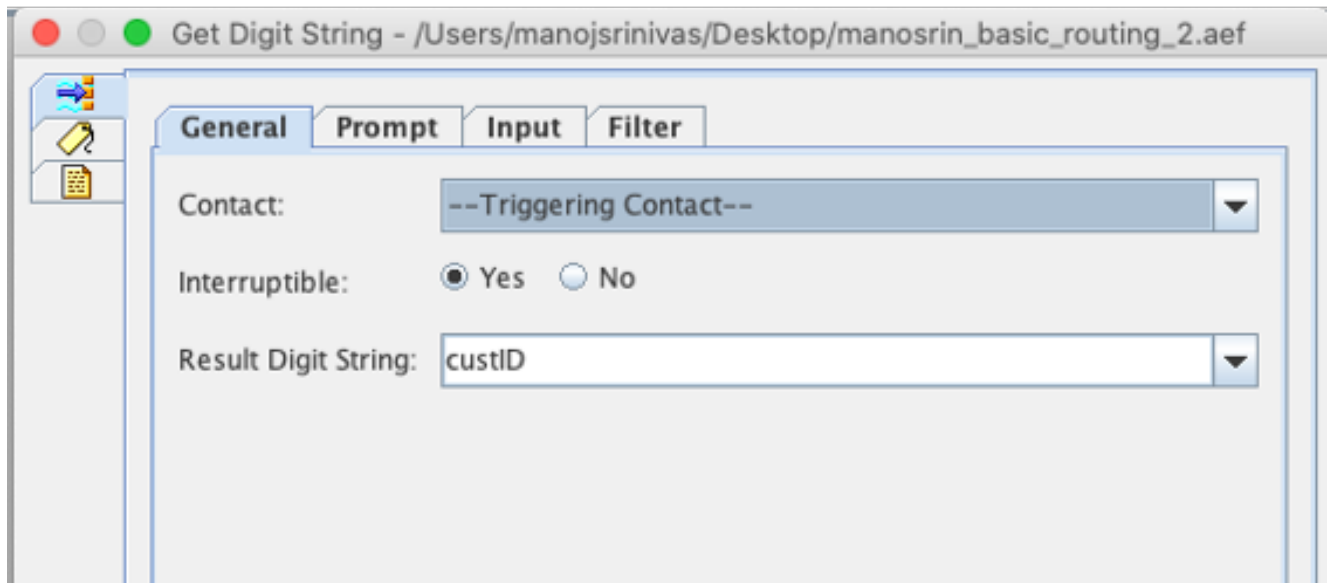 Get Digit String - /Users/manojsrinivas/Desktop/manosrin_basic_routing_2.aef
General Prompt Input Filter
Contact: --Triggering Contact--
Interruptible: Yes No
Result Digit String: custID